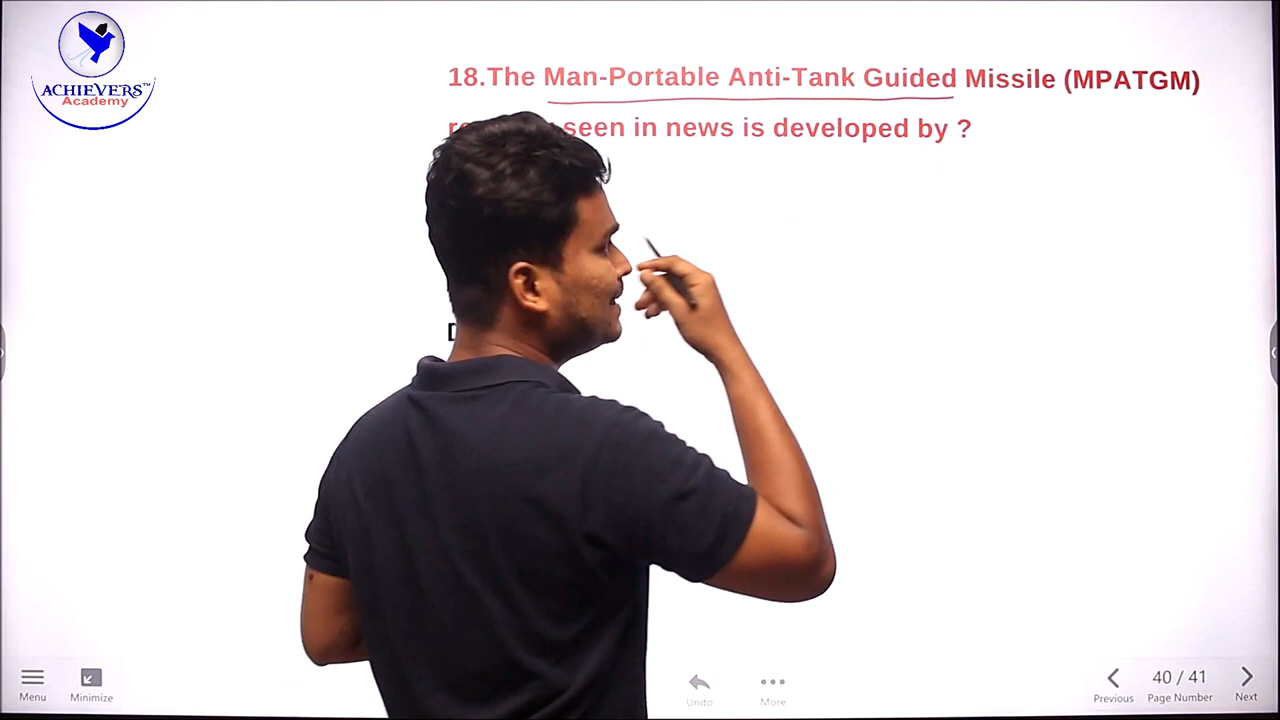 ACHIEVERS™
Academy
18.The Man-Portable Anti-Tank Guided Missile (MPATGM)
seen in news is developed by ?
Menu
Minimize
Undo
More
Previous
40 / 41
Page Number
Next